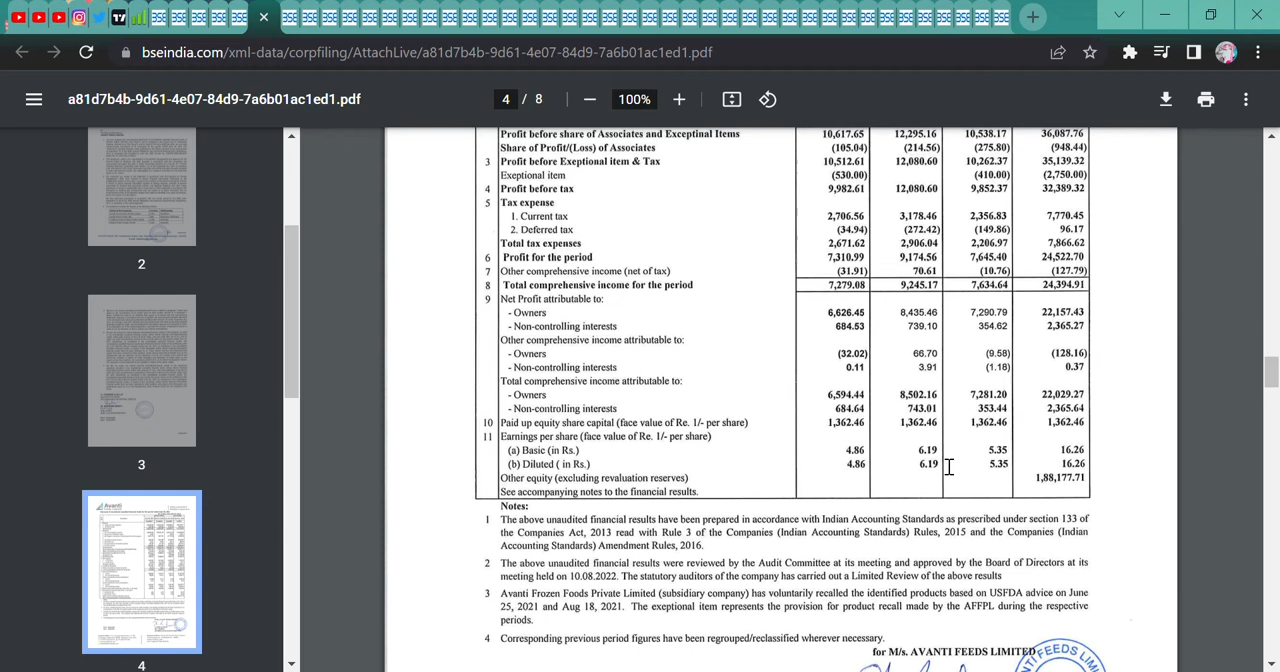 bseindia.com/xml-data/corpfiling/AttachLive/a81d7b4b-9d61-4e07-84d9-7a6b01ac1ed1.pdf
a81d7b4b-9d61-4e07-84d9-7a6b01ac1ed1.pdf 4 / 8 100%
Profit before share of Associates and Exceptinal Items 10,617.65 12,295.16 10,538.17 36,087.76
Share of Profit/(Loss) of Associates (105.04) (214.56) (275.80) (948.44)
3 Profit before Exeptional item & Tax 10,512.61 12,080.60 10,262.37 35,139.32
Exeptional item (530.00) (410.00) (2,750.00)
4 Profit before tax 9,982.61 12,080.60 9,852.37 32,389.32
5 Tax expense
1. Current tax 2,706.56 3,178.46 2,356.83 7,770.45
2. Deferred tax (34.94) (272.42) (149.86) 96.17
Total tax expenses 2,671.62 2,906.04 2,206.97 7,866.62
6 Profit for the period 7,310.99 9,174.56 7,645.40 24,522.70
7 Other comprehensive income (net of tax) (31.91) 70.61 (10.76) (127.79)
8 Total comprehensive income for the period 7,279.08 9,245.17 7,634.64 24,394.91
9 Net Profit attributable to:
- Owners 6,626.45 8,435.46 7,290.79 22,157.43
- Non-controlling interests 684.53 739.10 354.62 2,365.27
Other comprehensive income attributable to:
- Owners (32.02) 66.70 (9.58) (128.16)
- Non-controlling interests 0.11 3.91 (1.18) 0.37
Total comprehensive income attributable to:
- Owners 6,594.44 8,502.16 7,281.20 22,029.27
- Non-controlling interests 684.64 743.01 353.44 2,365.64
10 Paid up equity share capital (face value of Re. 1/- per share) 1,362.46 1,362.46 1,362.46 1,362.46
11 Earnings per share (face value of Re. 1/- per share)
(a) Basic (in Rs.) 4.86 6.19 5.35 16.26
(b) Diluted ( in Rs.) 4.86 6.19 5.35 16.26
Other equity (excluding revaluation reserves) 1,88,177.71
See accompanying notes to the financial results.
Notes:
1 The above unaudited financial results have been prepared in accordance with Indian Accounting Standards as prescribed under section 133 of
the Companies Act, 2013 read with Rule 3 of the Companies (Indian Accounting Standards) Rules, 2015 and the Companies (Indian
Accounting Standards) Amendment Rules, 2016.
2 The above unaudited financial results were reviewed by the Audit Committee at its meeting and approved by the Board of Directors at its
meeting held on 10.08.2022. The statutory auditors of the company has carried out a Limited Review of the above results
3 Avanti Frozen Foods Private Limited (subsidiary company) has voluntarily recalled the identified products based on USFDA advice on June
25, 2021 and Aug 18, 2021. The exeptional item represents the provision for product recall made by the AFFPL during the respective
periods.
4 Corresponding previous period figures have been regrouped/reclassified wherever necessary.
for M/s. AVANTI FEEDS LIMITED
FEEDS LIM
2
3
4
Avanti